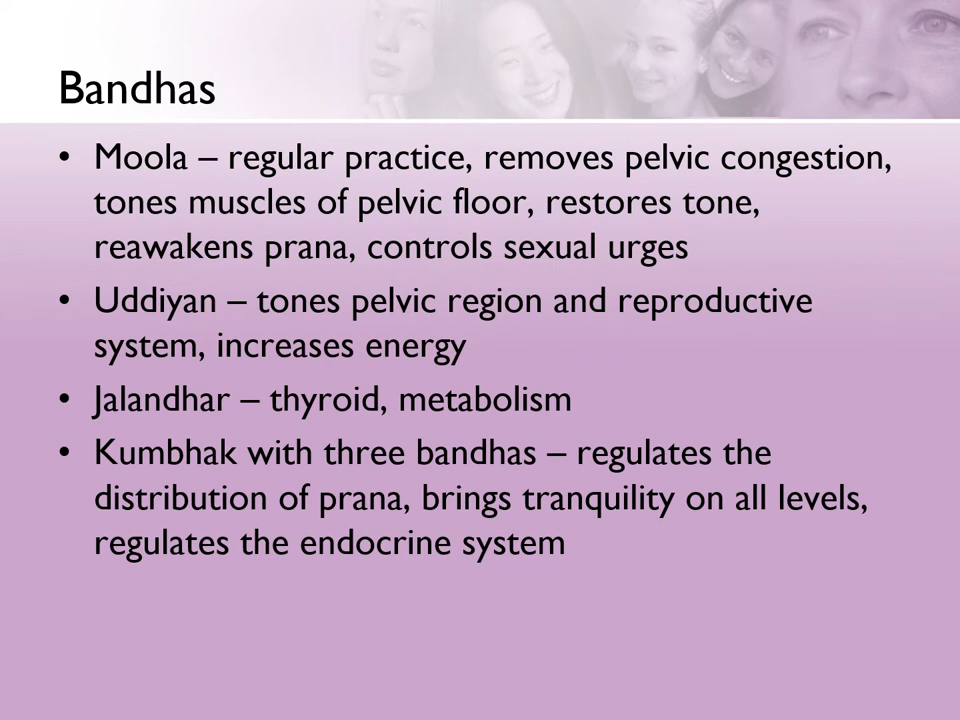 Bandhas
• Moola – regular practice, removes pelvic congestion,
tones muscles of pelvic floor, restores tone,
reawakens prana, controls sexual urges
• Uddiyan – tones pelvic region and reproductive
system, increases energy
• Jalandhar – thyroid, metabolism
• Kumbhak with three bandhas – regulates the
distribution of prana, brings tranquility on all levels,
regulates the endocrine system